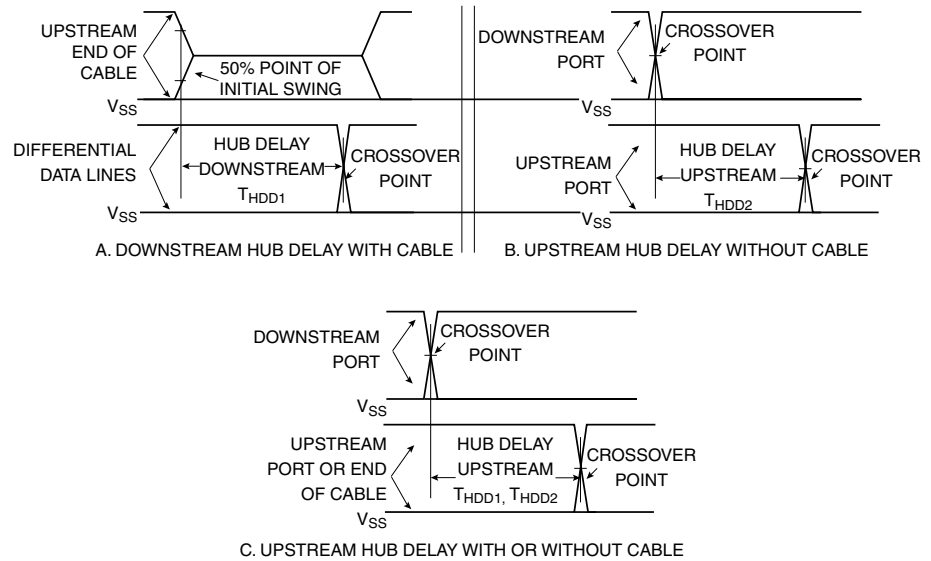 UPSTREAM
END OF
CABLE
50% POINT OF
INITIAL SWING
VSS
DIFFERENTIAL
DATA LINES
HUB DELAY
DOWNSTREAM
THDD1
CROSSOVER
POINT
VSS
A. DOWNSTREAM HUB DELAY WITH CABLE
DOWNSTREAM
PORT
CROSSOVER
POINT
VSS
UPSTREAM
PORT
HUB DELAY
UPSTREAM
THDD2
CROSSOVER
POINT
VSS
B. UPSTREAM HUB DELAY WITHOUT CABLE
DOWNSTREAM
PORT
CROSSOVER
POINT
VSS
UPSTREAM
PORT OR END
OF CABLE
HUB DELAY
UPSTREAM
THDD1, THDD2
CROSSOVER
POINT
VSS
C. UPSTREAM HUB DELAY WITH OR WITHOUT CABLE